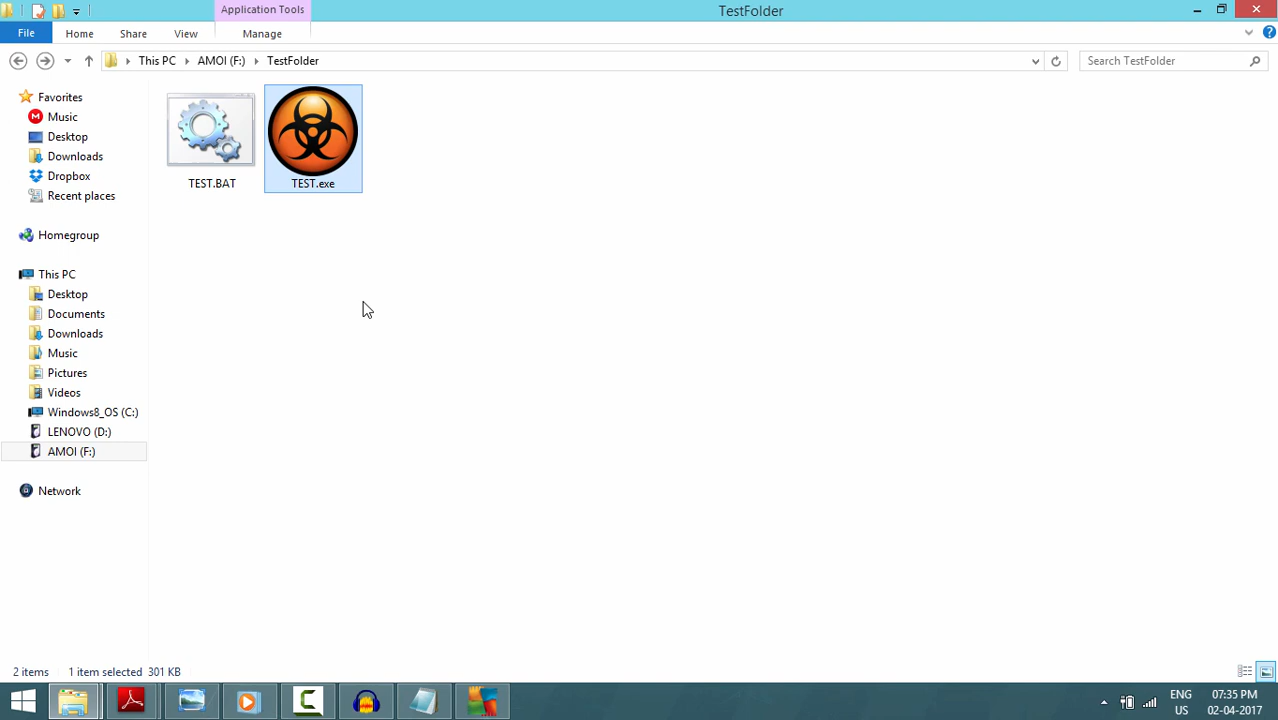 Application Tools
TestFolder
File
Home
Share
View
Manage
This PC
AMOI (F:)
TestFolder
Search TestFolder
Favorites
Music
Desktop
Downloads
Dropbox
Recent places
Homegroup
This PC
Desktop
Documents
Downloads
Music
Pictures
Videos
Windows8_OS (C:)
LENOVO (D:)
AMOI (F:)
Network
TEST.BAT
TEST.exe
2 items
1 item selected 301 KB
ENG
US
07:35 PM
02-04-2017